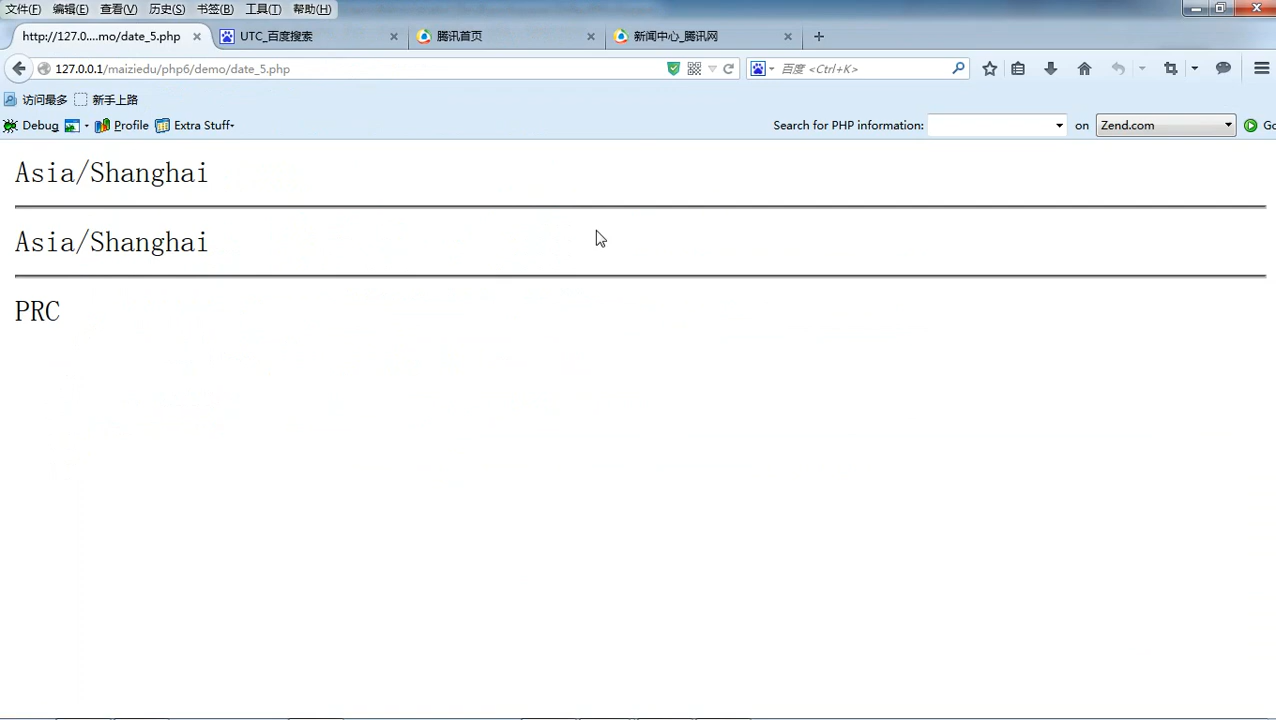 文件(F) 编辑(E) 查看(V) 历史(S) 书签(B) 工具(T) 帮助(H)
http://127.0....mo/date_5.php UTC_百度搜索 腾讯首页 新闻中心_腾讯网
127.0.0.1/maiziedu/php6/demo/date_5.php 百度 <Ctrl+K>
访问最多 新手上路
Debug Profile Extra Stuff Search for PHP information: on Zend.com Go
Asia/Shanghai
Asia/Shanghai
PRC